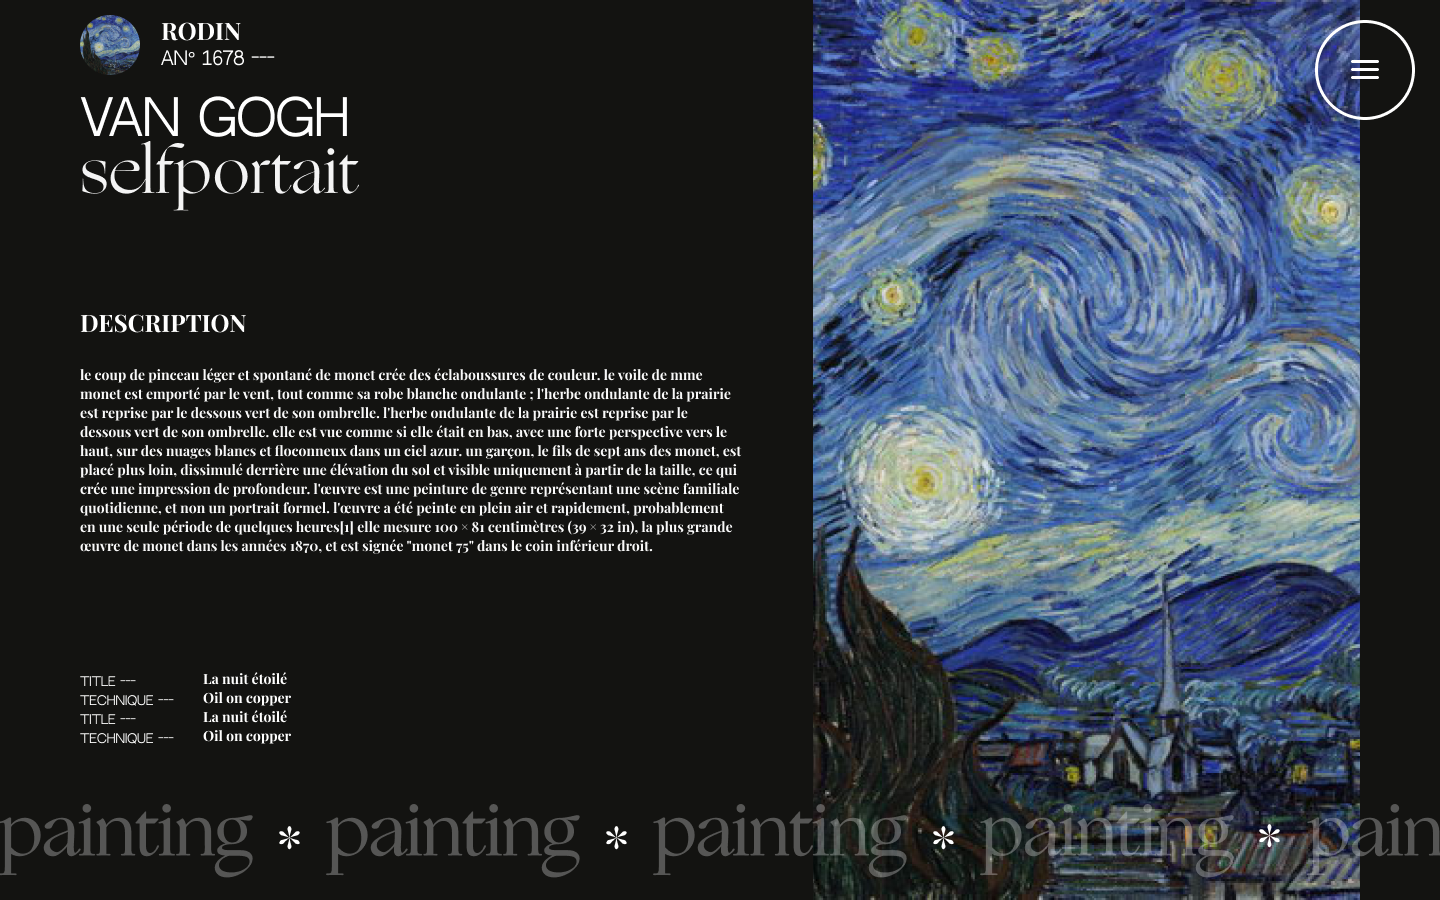 RODIN
ANº 1678 ---
VAN GOGH
selfportait
DESCRIPTION
le coup de pinceau léger et spontané de monet crée des éclaboussures de couleur. le voile de mme
monet est emporté par le vent, tout comme sa robe blanche ondulante ; l'herbe ondulante de la prairie
est reprise par le dessous vert de son ombrelle. l'herbe ondulante de la prairie est reprise par le
dessous vert de son ombrelle. elle est vue comme si elle était en bas, avec une forte perspective vers le
haut, sur des nuages blancs et floconneux dans un ciel azur. un garçon, le fils de sept ans des monet, est
placé plus loin, dissimulé derrière une élévation du sol et visible uniquement à partir de la taille, ce qui
crée une impression de profondeur. l'œuvre est une peinture de genre représentant une scène familiale
quotidienne, et non un portrait formel. l'œuvre a été peinte en plein air et rapidement, probablement
en une seule période de quelques heures[1] elle mesure 100 × 81 centimètres (39 × 32 in), la plus grande
œuvre de monet dans les années 1870, et est signée "monet 75" dans le coin inférieur droit.
TITLE --- La nuit étoilé
TECHNIQUE --- Oil on copper
TITLE --- La nuit étoilé
TECHNIQUE --- Oil on copper
painting * painting * painting * painting * pain